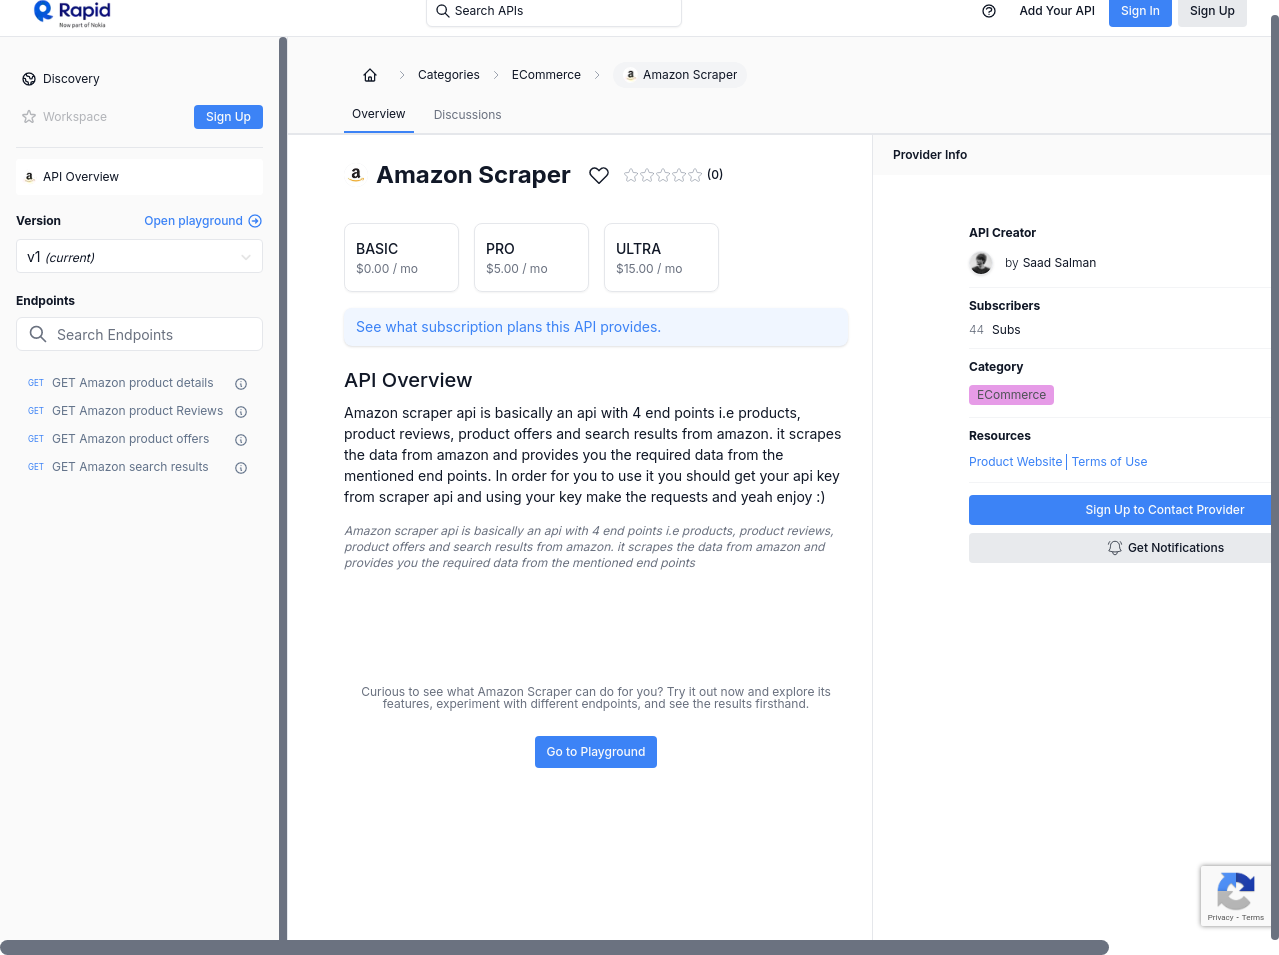 Rapid
Now part of Nokia
Search APIs
Add Your API
Sign In
Sign Up
Discovery
Workspace
Sign Up
API Overview
Version
Open playground
v1 (current)
Endpoints
Search Endpoints
GET GET Amazon product details
GET GET Amazon product Reviews
GET GET Amazon product offers
GET GET Amazon search results
Categories
ECommerce
Amazon Scraper
Overview
Discussions
Amazon Scraper
(0)
BASIC
$0.00 / mo
PRO
$5.00 / mo
ULTRA
$15.00 / mo
See what subscription plans this API provides.
API Overview
Amazon scraper api is basically an api with 4 end points i.e products,
product reviews, product offers and search results from amazon. it scrapes
the data from amazon and provides you the required data from the
mentioned end points. In order for you to use it you should get your api key
from scraper api and using your key make the requests and yeah enjoy :)
Amazon scraper api is basically an api with 4 end points i.e products, product reviews,
product offers and search results from amazon. it scrapes the data from amazon and
provides you the required data from the mentioned end points
Curious to see what Amazon Scraper can do for you? Try it out now and explore its
features, experiment with different endpoints, and see the results firsthand.
Go to Playground
Provider Info
API Creator
by Saad Salman
Subscribers
44 Subs
Category
ECommerce
Resources
Product Website | Terms of Use
Sign Up to Contact Provider
Get Notifications
Privacy - Terms